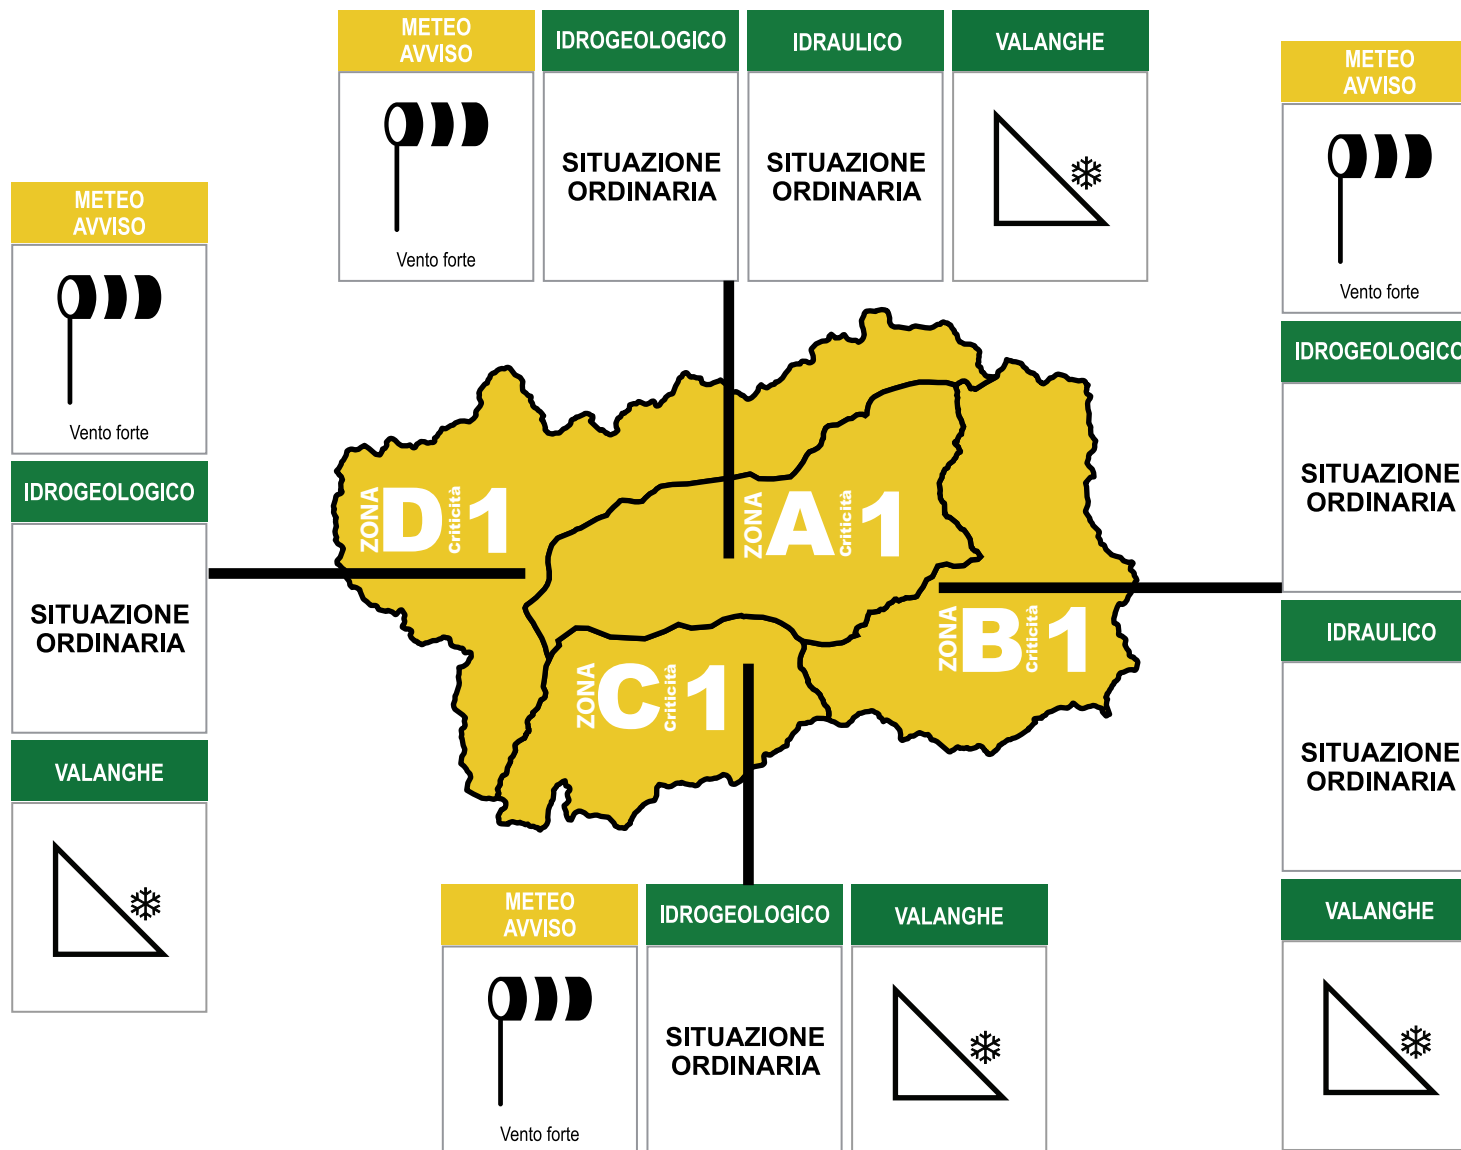 METEO
AVVISO
Vento forte
IDROGEOLOGICO
SITUAZIONE
ORDINARIA
IDRAULICO
SITUAZIONE
ORDINARIA
VALANGHE
METEO
AVVISO
Vento forte
IDROGEOLOGICO
SITUAZIONE
ORDINARIA
VALANGHE
ZONA D Criticità 1
ZONA A Criticità 1
ZONA B Criticità 1
ZONA C Criticità 1
METEO
AVVISO
Vento forte
IDROGEOLOGICO
SITUAZIONE
ORDINARIA
IDRAULICO
SITUAZIONE
ORDINARIA
VALANGHE
METEO
AVVISO
Vento forte
IDROGEOLOGICO
SITUAZIONE
ORDINARIA
VALANGHE